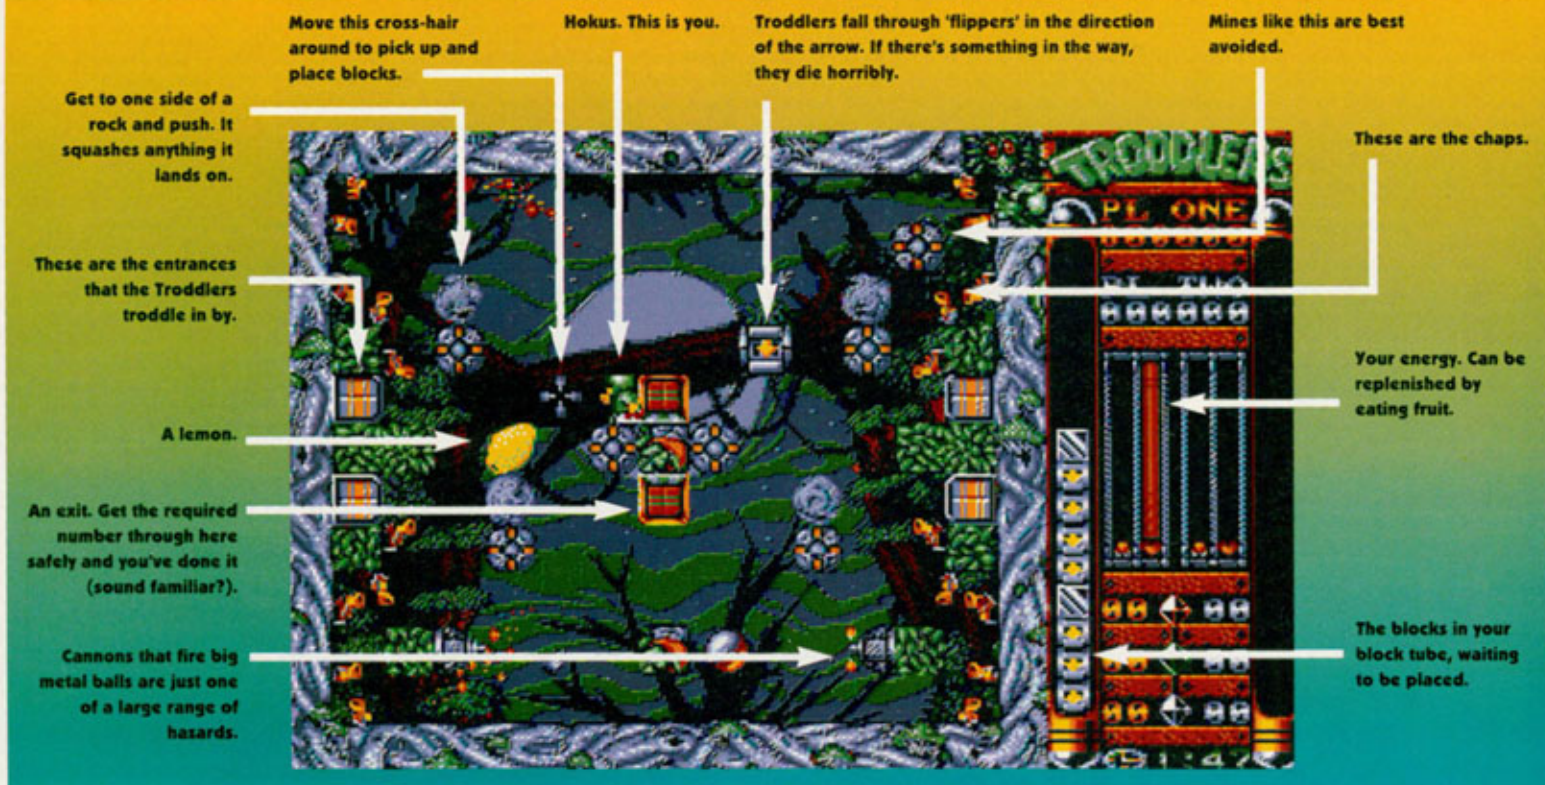 Move this cross-hair
around to pick up and
place blocks.
Hokus. This is you.
Troddlers fall through 'flippers' in the direction
of the arrow. If there's something in the way,
they die horribly.
Mines like this are best
avoided.
Get to one side of a
rock and push. It
squashes anything it
lands on.
These are the chaps.
These are the entrances
that the Troddlers
troddle in by.
Your energy. Can be
replenished by
eating fruit.
A lemon.
An exit. Get the required
number through here
safely and you've done it
(sound familiar?).
Cannons that fire big
metal balls are just one
of a large range of
hazards.
The blocks in your
block tube, waiting
to be placed.
TRODDLERS
PL ONE
PL TWO